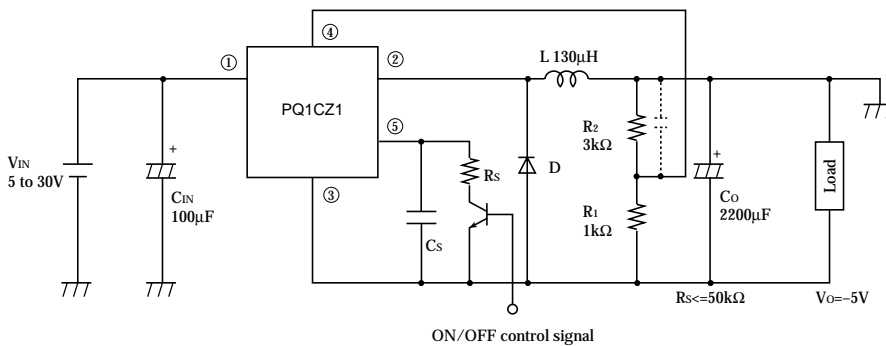 ④
①
②
L 130μH
PQ1CZ1
⑤
R2
3kΩ
VIN
5 to 30V
+
CIN
100μF
RS
D
+
Load
③
CS
R1
1kΩ
CO
2200μF
RS<=50kΩ
VO=−5V
ON/OFF control signal